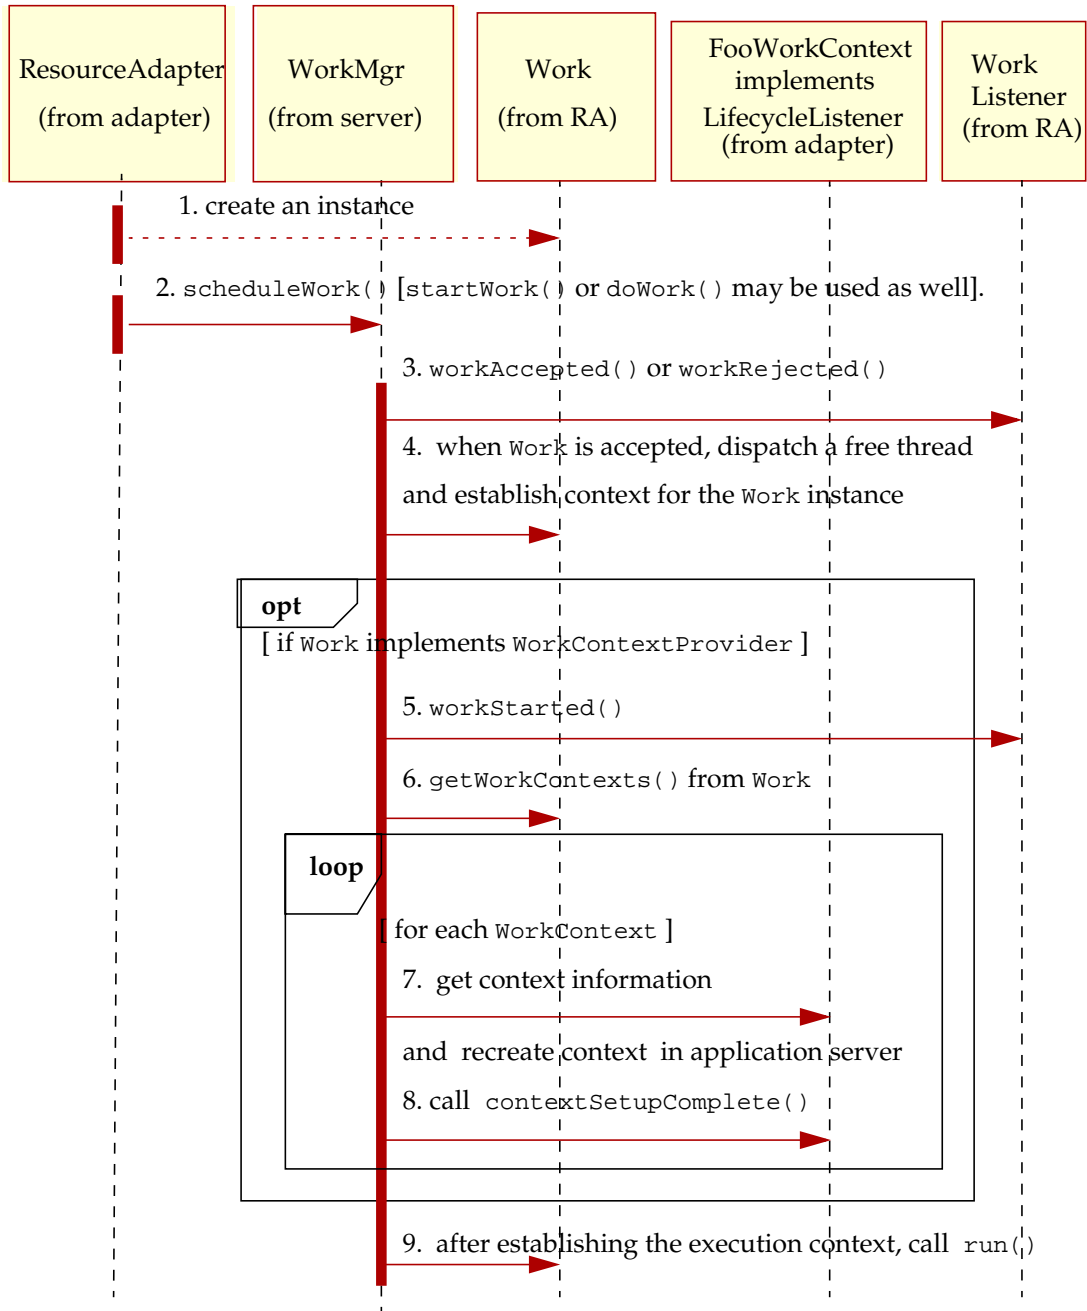 ResourceAdapter
(from adapter)
WorkMgr
(from server)
Work
(from RA)
FooWorkContext
implements
LifecycleListener
(from adapter)
Work
Listener
(from RA)
1. create an instance
2. scheduleWork() [startWork() or doWork() may be used as well].
3. workAccepted() or workRejected()
4. when Work is accepted, dispatch a free thread
and establish context for the Work instance
opt
[ if Work implements WorkContextProvider ]
5. workStarted()
6. getWorkContexts() from Work
loop
[ for each WorkContext ]
7. get context information
and recreate context in application server
8. call contextSetupComplete()
9. after establishing the execution context, call run()